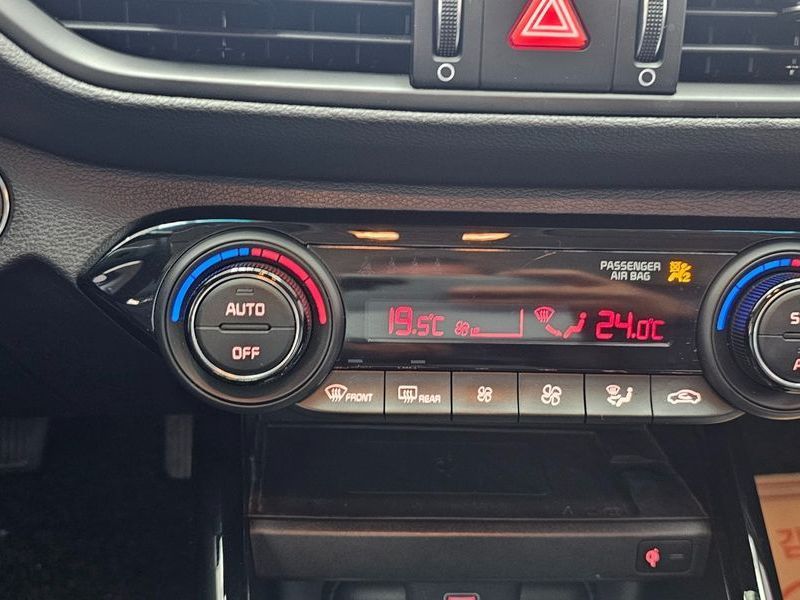 PASSENGER
AIR BAG
19.5°C
24.0°C
AUTO
OFF
FRONT
REAR